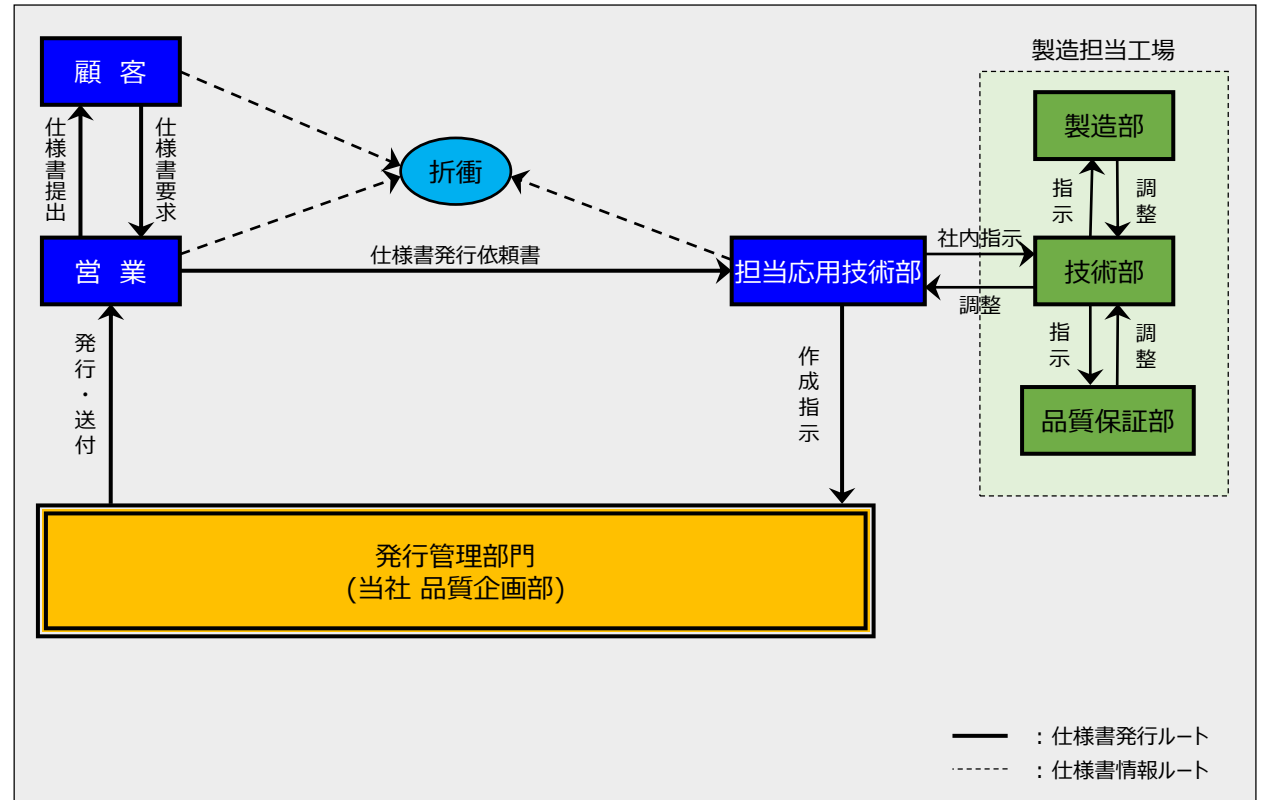 製造担当工場
顧 客
製造部
仕様書提出
仕様書要求
折衝
指示
調整
営 業
仕様書発行依頼書
担当応用技術部
社内指示
技術部
調整
発行・送付
作成指示
指示
調整
品質保証部
発行管理部門
(当社 品質企画部)
:仕様書発行ルート
:仕様書情報ルート